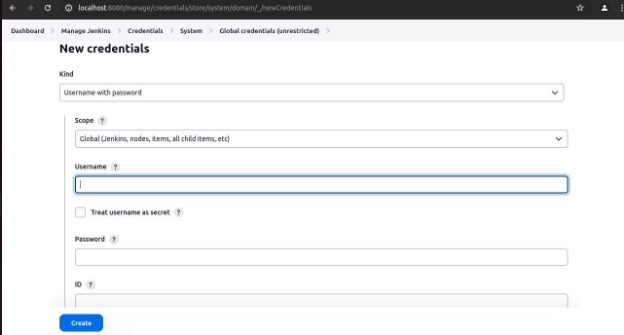 localhost:8080/manage/credentials/store/system/domain/_/newCredentials
Dashboard > Manage Jenkins > Credentials > System > Global credentials (unrestricted) >
New credentials
Kind
Username with password
Scope ?
Global (Jenkins, nodes, items, all child items, etc)
Username ?
Treat username as secret ?
Password ?
ID ?
Create